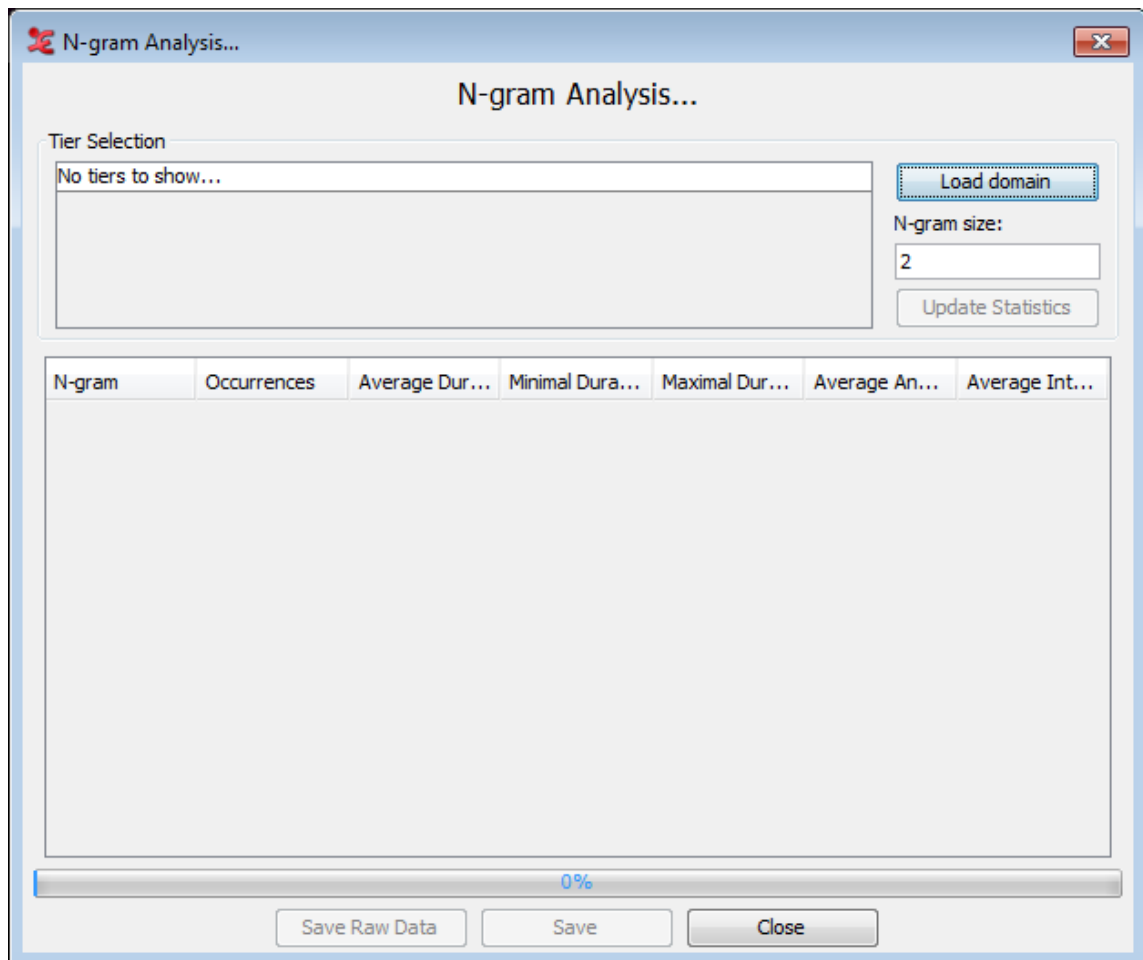 N-gram Analysis...
N-gram Analysis...
Tier Selection
No tiers to show...
Load domain
N-gram size:
2
Update Statistics
N-gram Occurrences Average Dur... Minimal Dura... Maximal Dur... Average An... Average Int...
0%
Save Raw Data Save Close